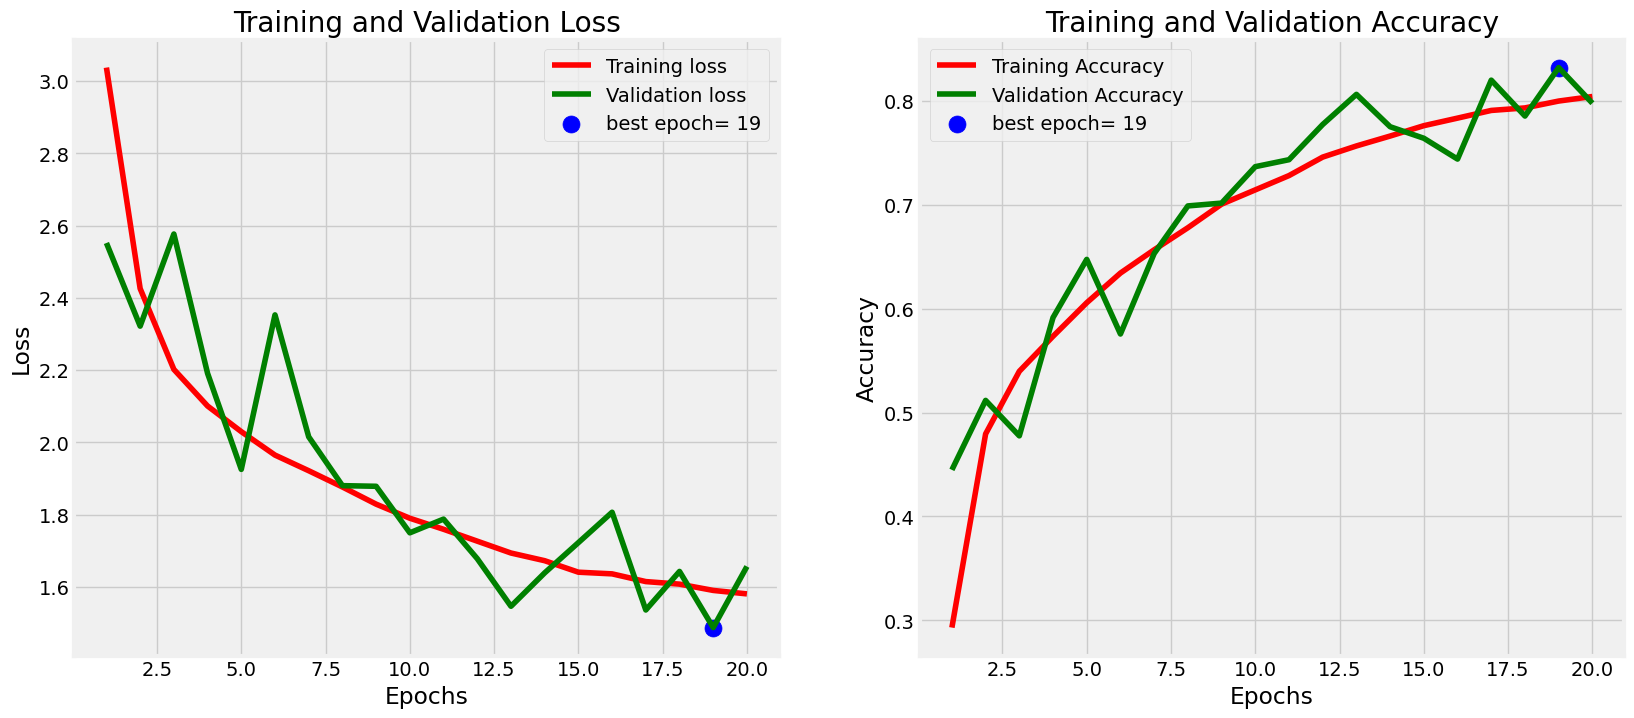 Training and Validation Loss
Training loss
Validation loss
best epoch= 19
3.0
2.8
2.6
2.4
2.2
2.0
1.8
1.6
Loss
2.5 5.0 7.5 10.0 12.5 15.0 17.5 20.0
Epochs
Training and Validation Accuracy
Training Accuracy
Validation Accuracy
best epoch= 19
0.8
0.7
0.6
0.5
0.4
0.3
Accuracy
2.5 5.0 7.5 10.0 12.5 15.0 17.5 20.0
Epochs